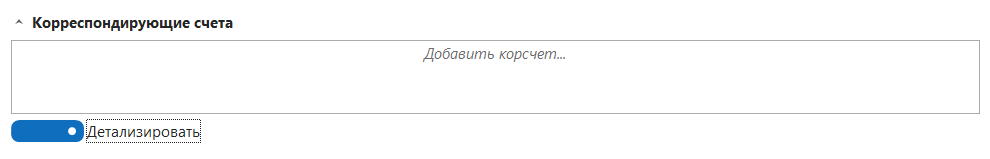 Корреспондирующие счета
Добавить корсчет...
Детализировать